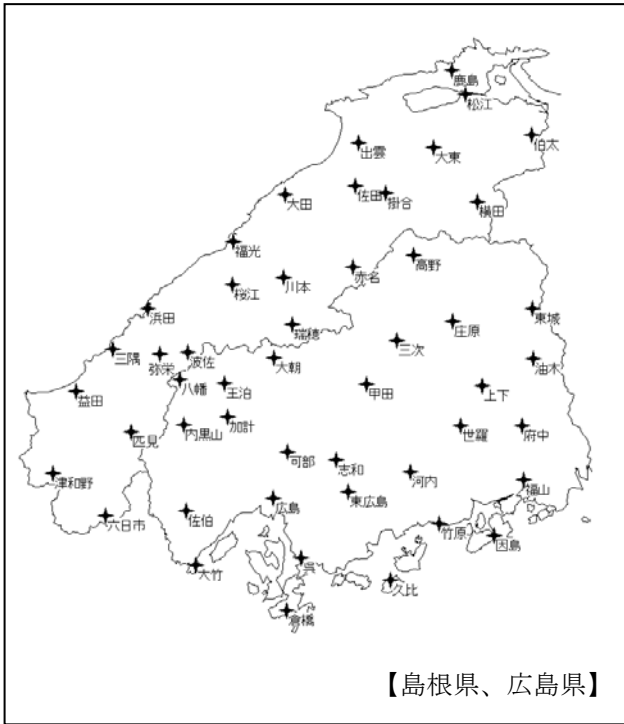 鹿島
松江
伯太
出雲
大東
佐田
掛合
大田
横田
福光
高野
赤名
桜江
川本
浜田
瑞穂
庄原
東城
三次
三隅
弥栄
波佐
大朝
油木
八幡
王泊
甲田
上下
益田
加計
内黒山
世羅
府中
匹見
可部
志和
河内
津和野
福山
東広島
広島
佐伯
六日市
竹原
因島
呉
大竹
久比
倉橋
【島根県、広島県】